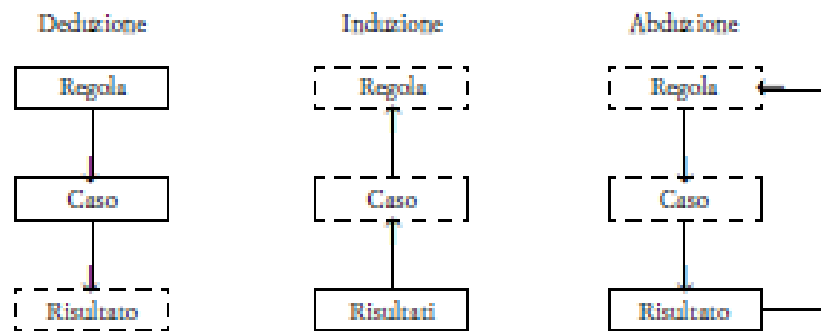 Deduzione Induzione Abduzione
Regola Regola Regola
Caso Caso Caso
Risultato Risultati Risultato